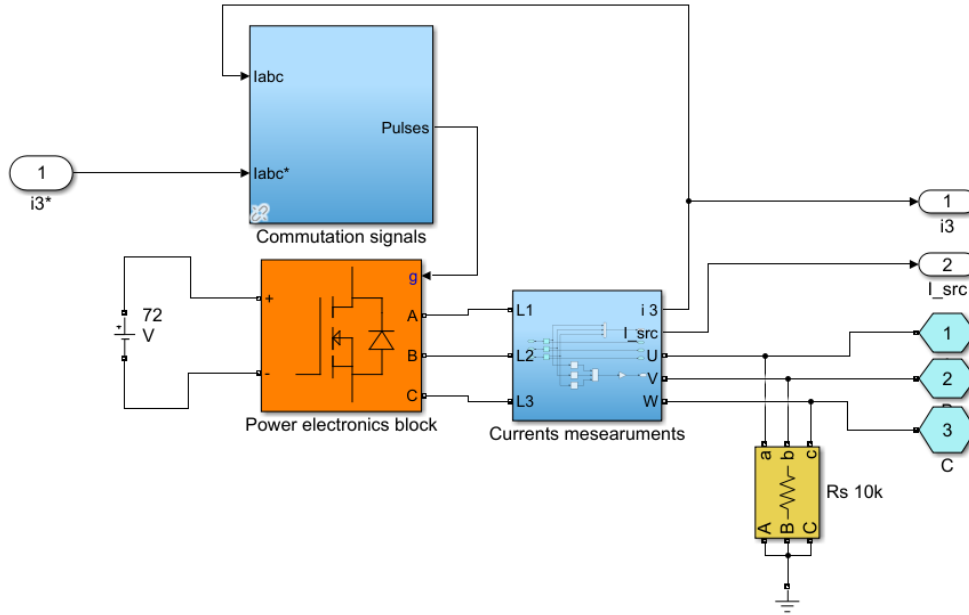 Iabc
Pulses
1
Iabc*
i3*
Commutation signals
1
i3
g
2
I_src
72
V
+
+
A
L1
i 3
I_src
1
B
L2
U
V
2
-
C
L3
W
3
C
Power electronics block
Currents mesearuments
a
b
c
Rs 10k
A
B
C